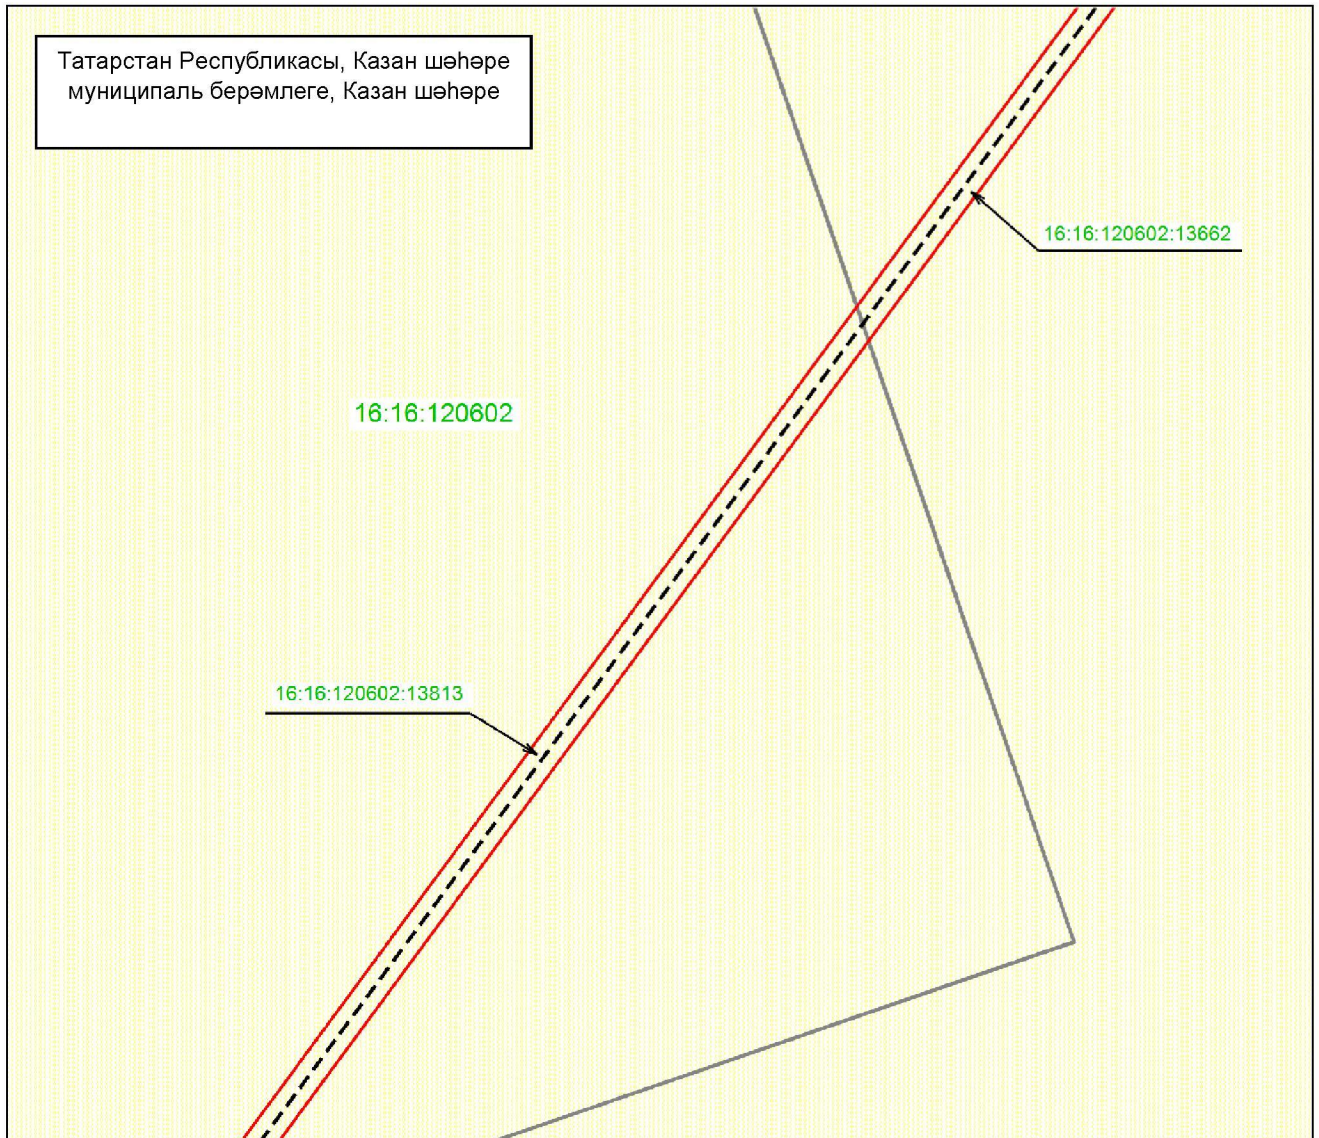 Татарстан Республикасы, Казан шәһәре
муниципаль берәмлеге, Казан шәһәре
16:16:120602:13662
16:16:120602
16:16:120602:13813